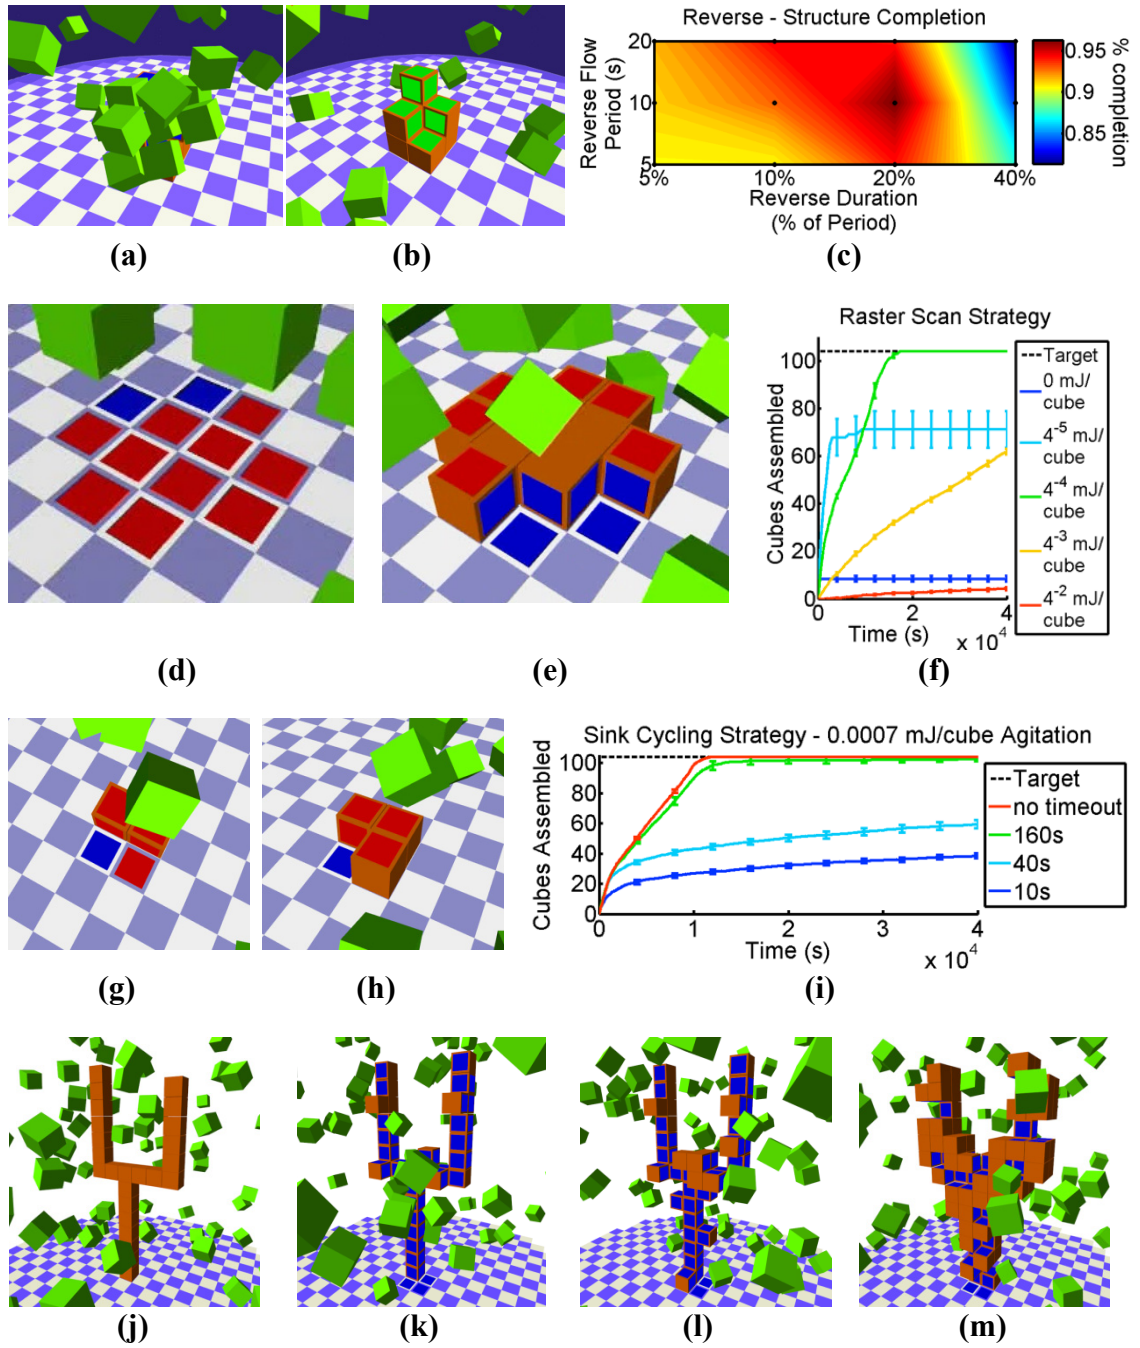 Reverse - Structure Completion
Reverse Flow
Period (s)
20
10
5
5%
10%
20%
40%
Reverse Duration
(% of Period)
0.95
0.9
0.85
% completion
(a)
(b)
(c)
Raster Scan Strategy
Cubes Assembled
100
80
60
40
20
0
0
2
4
Time (s)
x 10^4
Target
0 mJ/
cube
4^-5 mJ/
cube
4^-4 mJ/
cube
4^-3 mJ/
cube
4^-2 mJ/
cube
(d)
(e)
(f)
Sink Cycling Strategy - 0.0007 mJ/cube Agitation
Cubes Assembled
100
80
60
40
20
0
0
1
2
3
4
Time (s)
x 10^4
Target
no timeout
160s
40s
10s
(g)
(h)
(i)
(j)
(k)
(l)
(m)